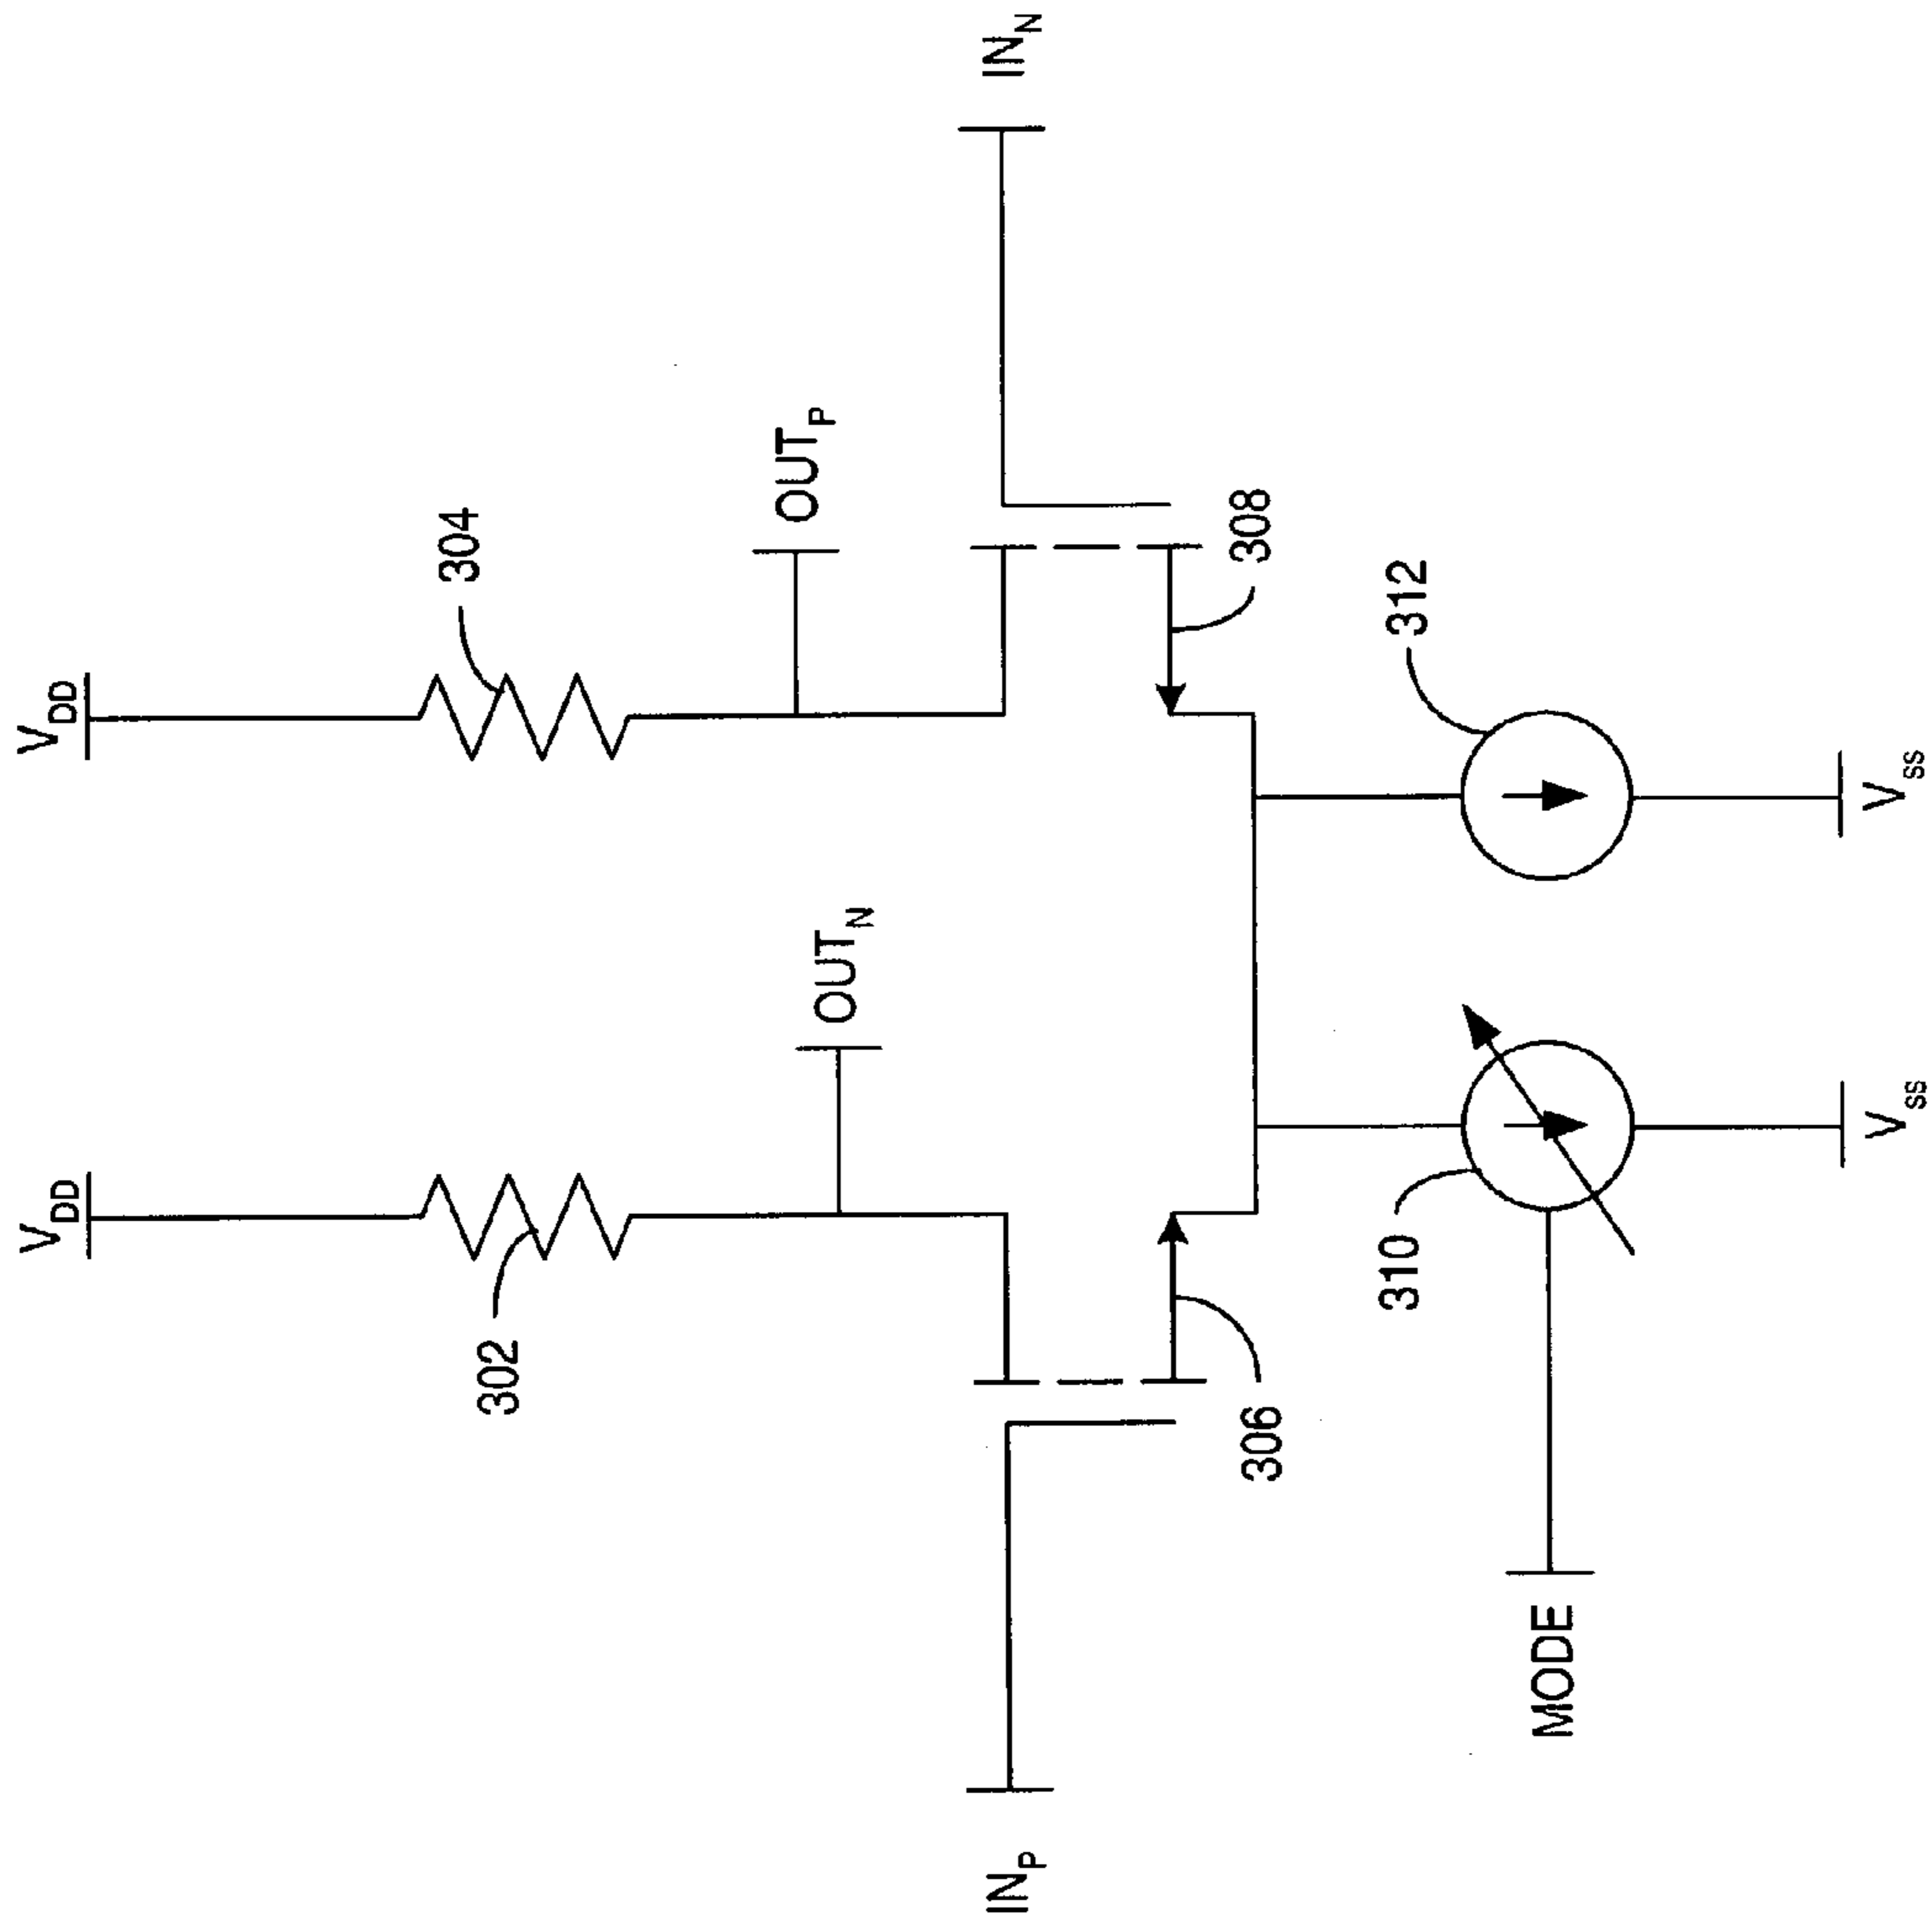 V_DD
V_DD
302
304
OUT_N
OUT_P
IN_P
IN_N
306
308
310
312
MODE
V_SS
V_SS